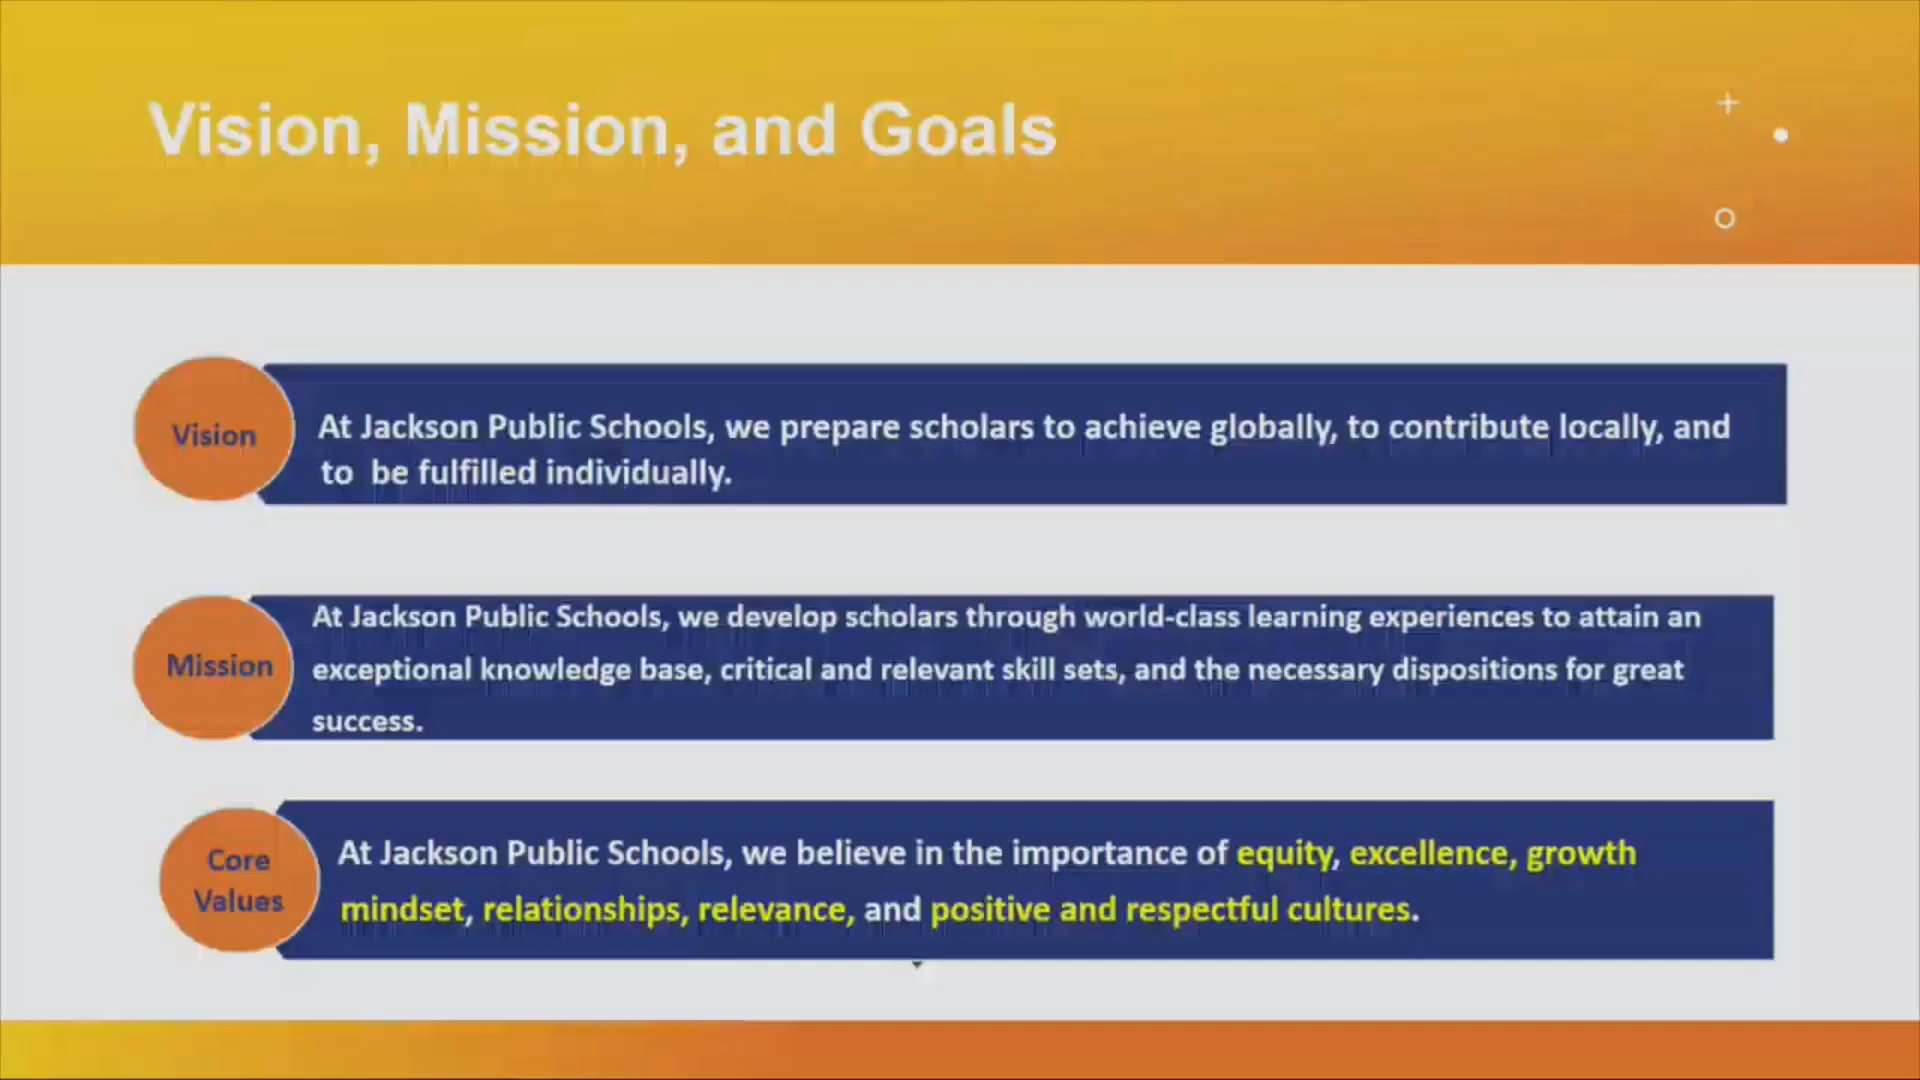 Vision, Mission, and Goals
Vision
At Jackson Public Schools, we prepare scholars to achieve globally, to contribute locally, and
to be fulfilled individually.
Mission
At Jackson Public Schools, we develop scholars through world-class learning experiences to attain an
exceptional knowledge base, critical and relevant skill sets, and the necessary dispositions for great
success.
Core
Values
At Jackson Public Schools, we believe in the importance of equity, excellence, growth
mindset, relationships, relevance, and positive and respectful cultures.